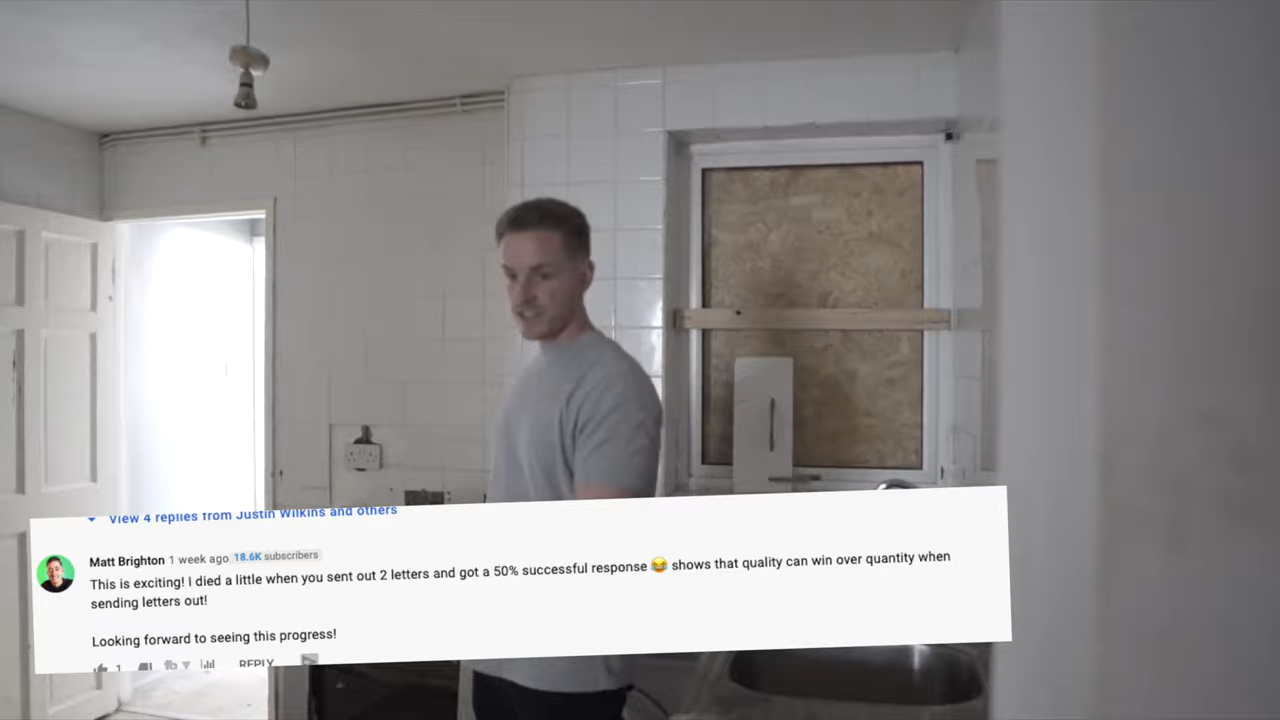 View 4 replies from Justin Wilkins and others
Matt Brighton 1 week ago 18.6K subscribers
This is exciting! I died a little when you sent out 2 letters and got a 50% successful response 😂 shows that quality can win over quantity when
sending letters out!
Looking forward to seeing this progress!
1 REPLY